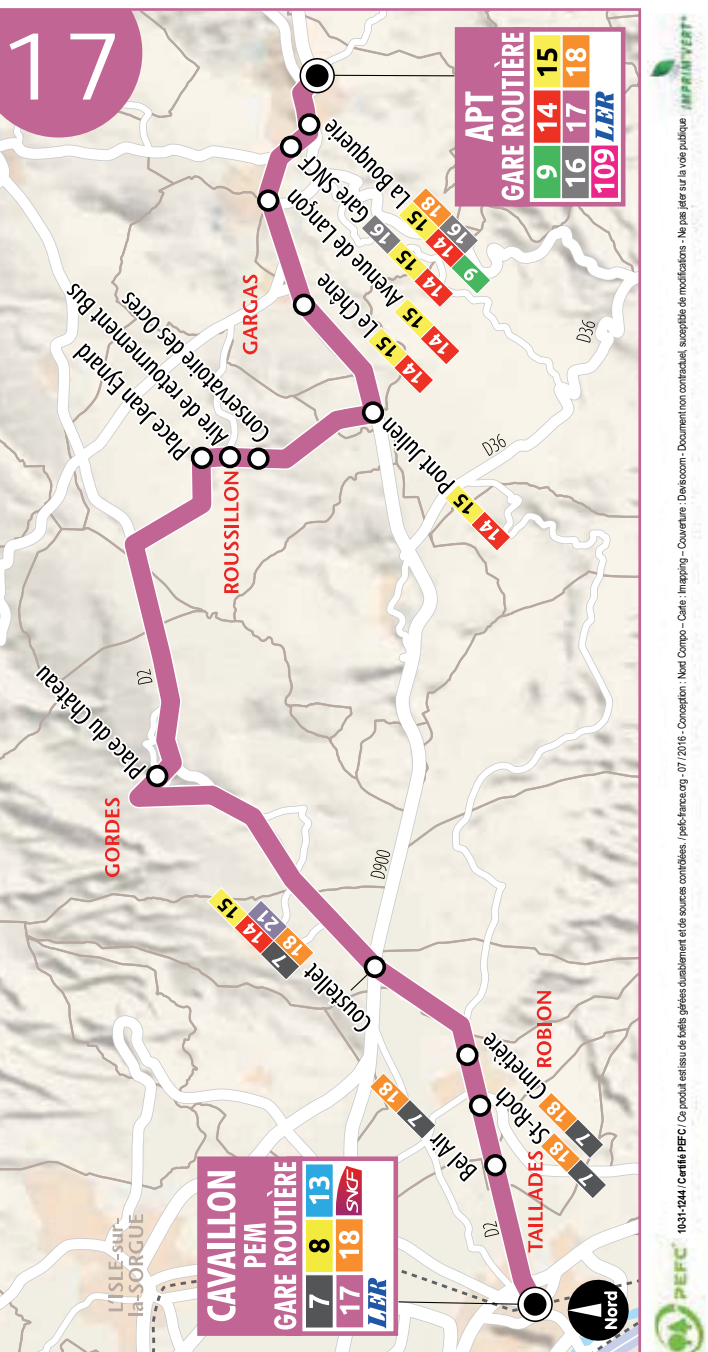 17
APT
GARE ROUTIÈRE
9 14 15
16 17 18
109 LER
La Bouquerie
9 14 15
16 18
Gare SNCF
14 15 16
Avenue de Lançon
14 15
Le Chêne
14 15
GARGAS
Pont Julien
14 15
D36
D36
Conservatoire des Ocres
Aire de retournement Bus
Place Jean Eynard
ROUSSILLON
D2
Place du Château
GORDES
D900
Coustellet
7 14 15
18 21
ROBION
Cimetière
7 18
St-Roch
7 18
Bel Air
7 18
TAILLADES
D2
CAVAILLON
PEM
GARE ROUTIÈRE
7 8 13
17 18 SNCF
LER
L'ISLE-sur-
la-SORGUE
Nord
PEFC™ 10-31-1244 / Certifié PEFC / Ce produit est issu de forêts gérées durablement et de sources contrôlées. / pefc-france.org - 07 / 2016 - Conception : Nord Compo – Carte : Imapping – Couverture : Devisocom - Document non contractuel, suceptible de modifications - Ne pas jeter sur la voie publique IMPRIM'VERT®